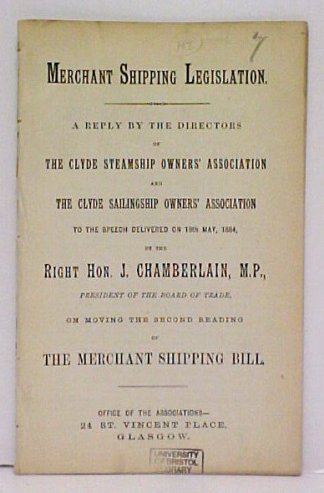 7
MERCHANT SHIPPING LEGISLATION.
A REPLY BY THE DIRECTORS
OF
THE CLYDE STEAMSHIP OWNERS' ASSOCIATION
AND
THE CLYDE SAILINGSHIP OWNERS' ASSOCIATION
TO THE SPEECH DELIVERED ON 19th MAY, 1884,
BY THE
RIGHT HON. J. CHAMBERLAIN, M.P.,
PRESIDENT OF THE BOARD OF TRADE,
ON MOVING THE SECOND READING
OF
THE MERCHANT SHIPPING BILL.
OFFICE OF THE ASSOCIATIONS—
24 ST. VINCENT PLACE,
GLASGOW.
UNIVERSITY
OF BRISTOL
LIBRARY